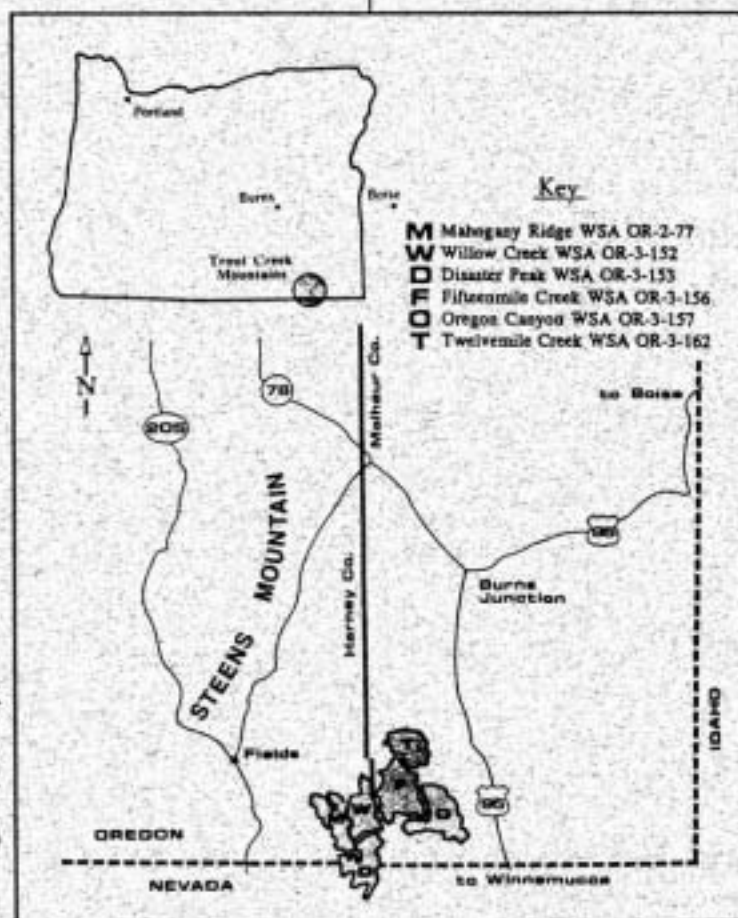 Portland
Burns
Boise
Trout Creek
Mountains
Key
M Mahogany Ridge WSA OR-2-77
W Willow Creek WSA OR-3-152
D Disaster Peak WSA OR-3-153
F Fifteenmile Creek WSA OR-3-156
O Oregon Canyon WSA OR-3-157
T Twelvemile Creek WSA OR-3-162
N
78
205
Malheur Co.
Harney Co.
to Boise
STEENS MOUNTAIN
95
Burns
Junction
IDAHO
Fields
T
F
W
O
M
95
OREGON
D
NEVADA
to Winnemucca